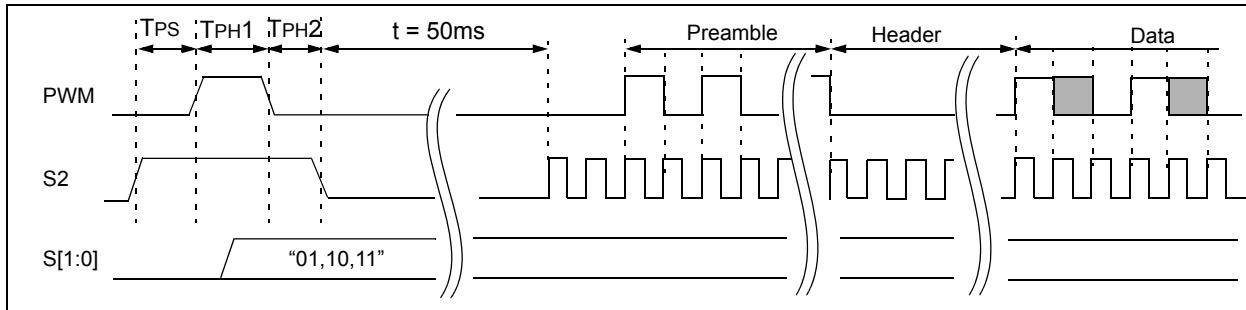 TPS TPH1 TPH2 t = 50ms Preamble Header Data
PWM
S2
S[1:0] “01,10,11”